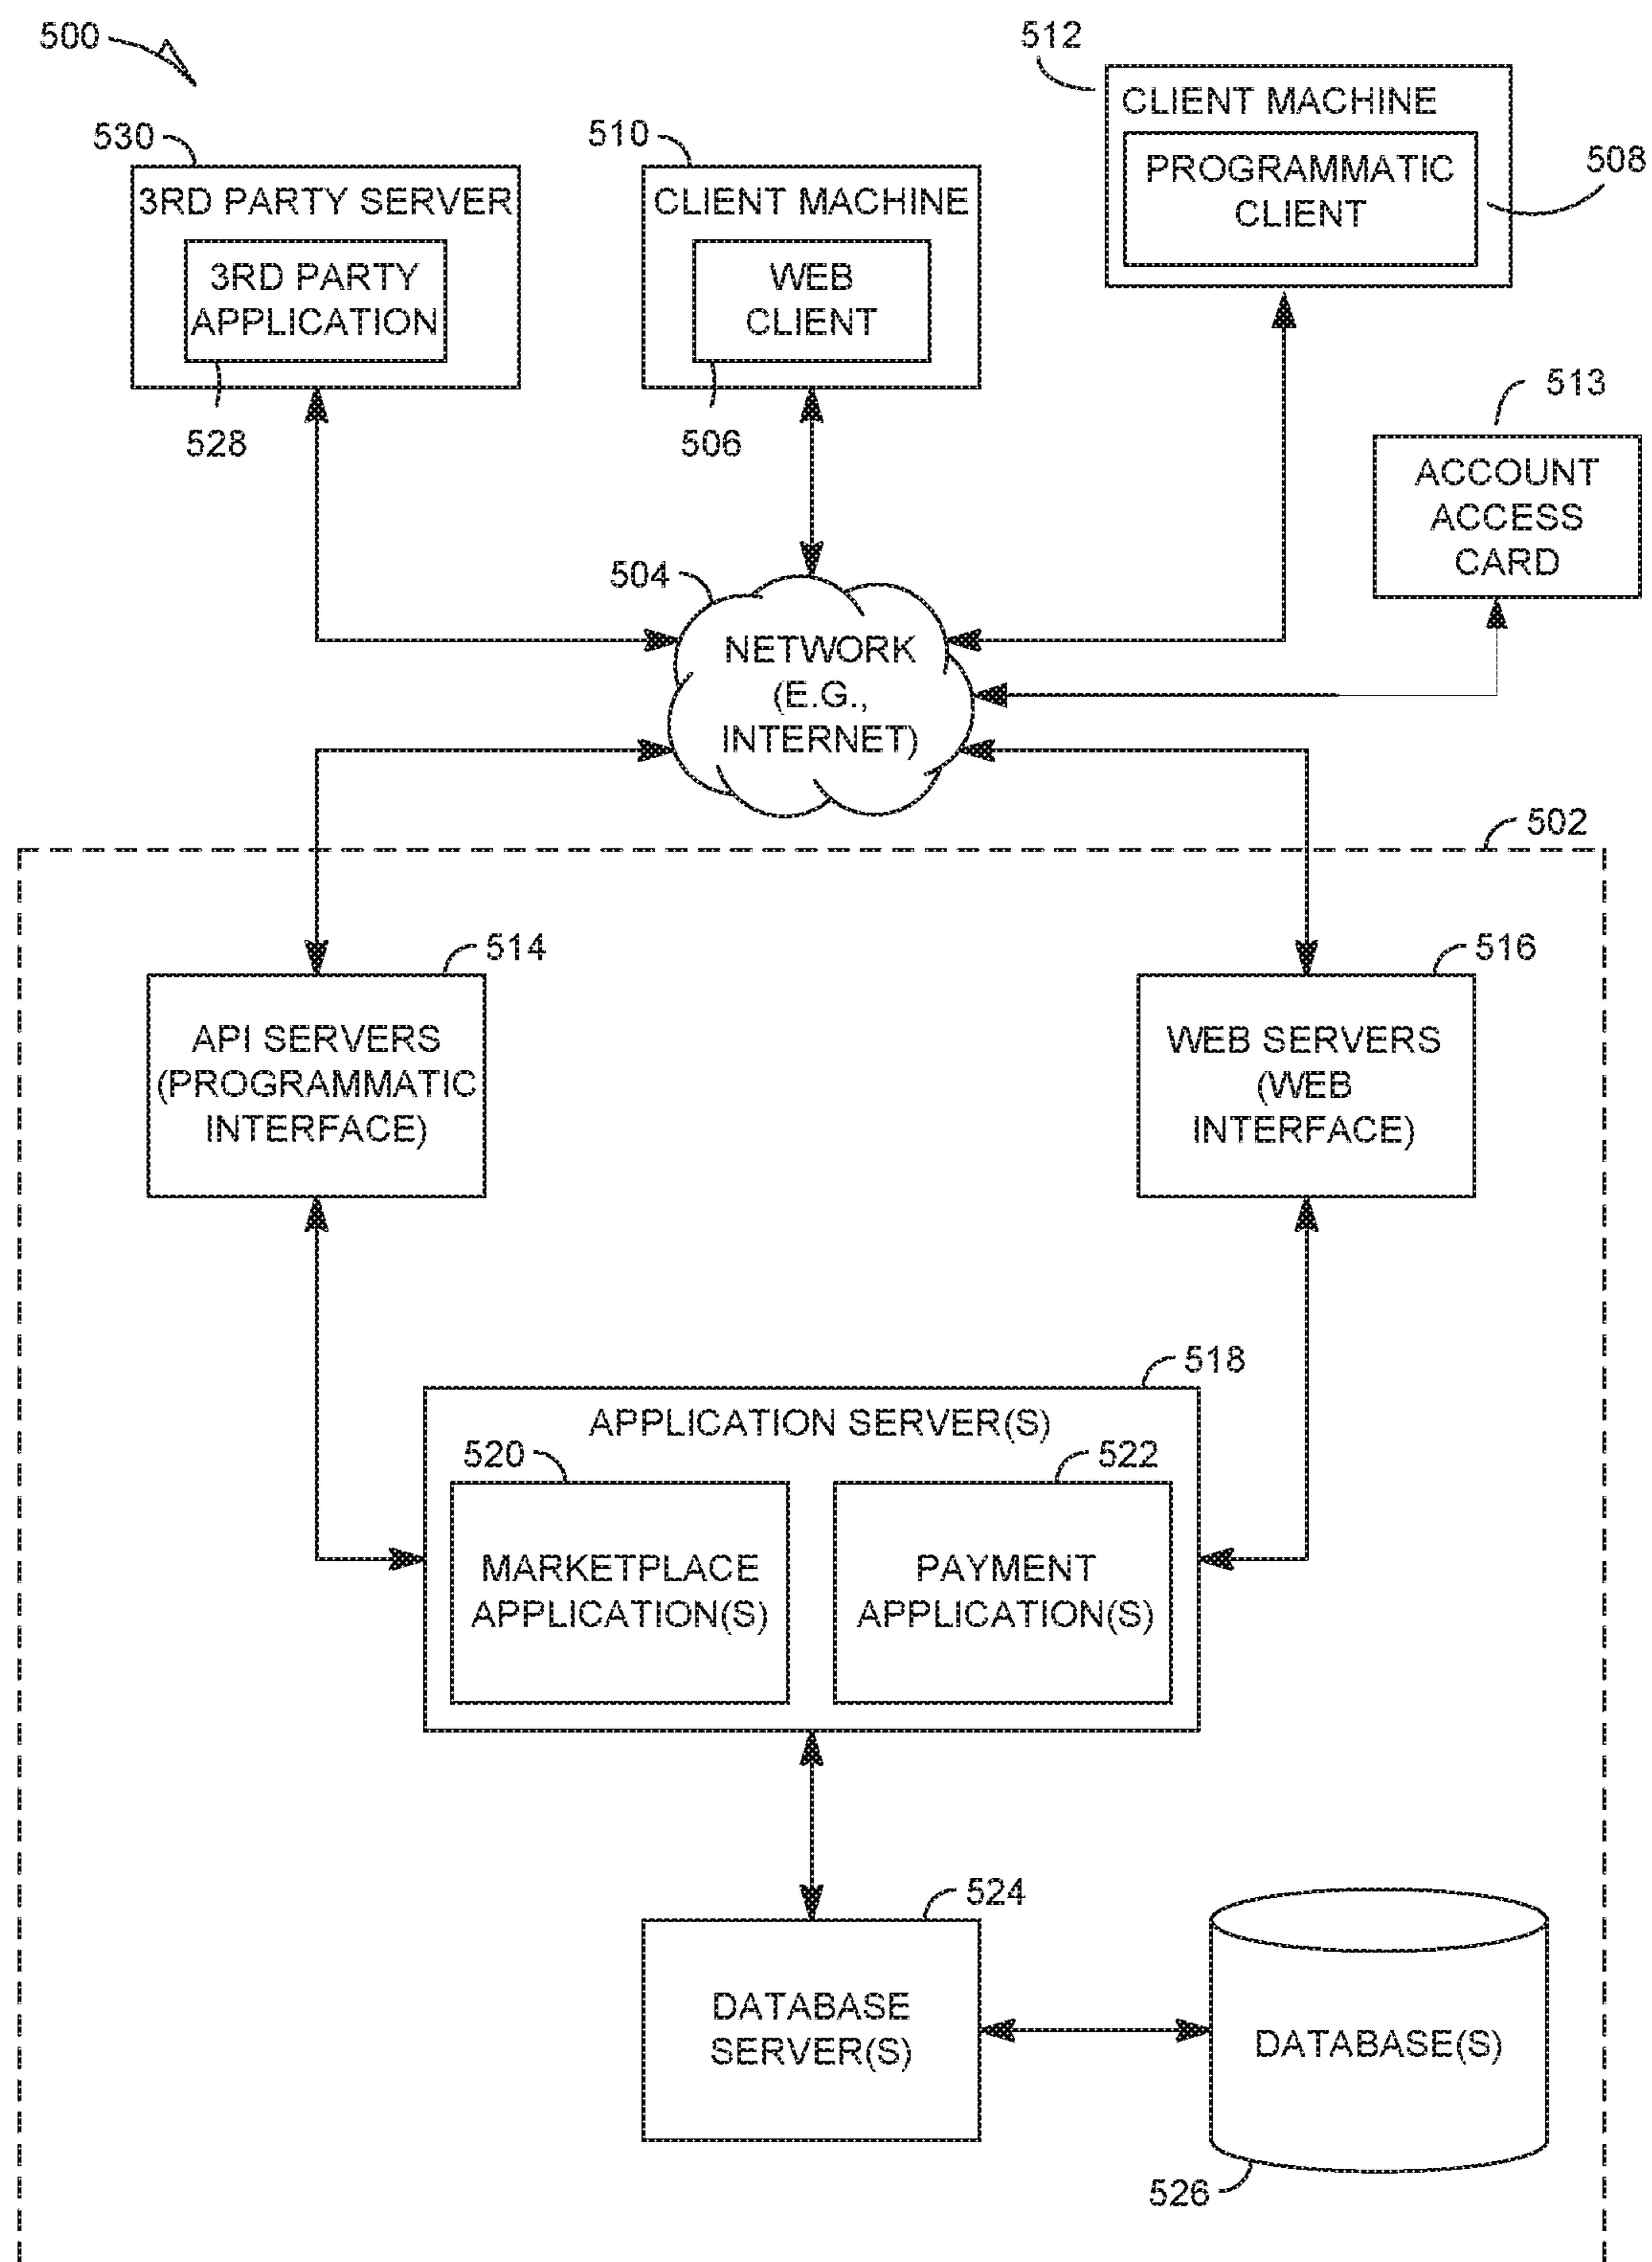 500
512
CLIENT MACHINE
PROGRAMMATIC
CLIENT
508
530
3RD PARTY SERVER
3RD PARTY
APPLICATION
528
510
CLIENT MACHINE
WEB
CLIENT
506
513
ACCOUNT
ACCESS
CARD
504
NETWORK
(E.G.,
INTERNET)
502
514
API SERVERS
(PROGRAMMATIC
INTERFACE)
516
WEB SERVERS
(WEB
INTERFACE)
518
APPLICATION SERVER(S)
520
MARKETPLACE
APPLICATION(S)
522
PAYMENT
APPLICATION(S)
524
DATABASE
SERVER(S)
DATABASE(S)
526